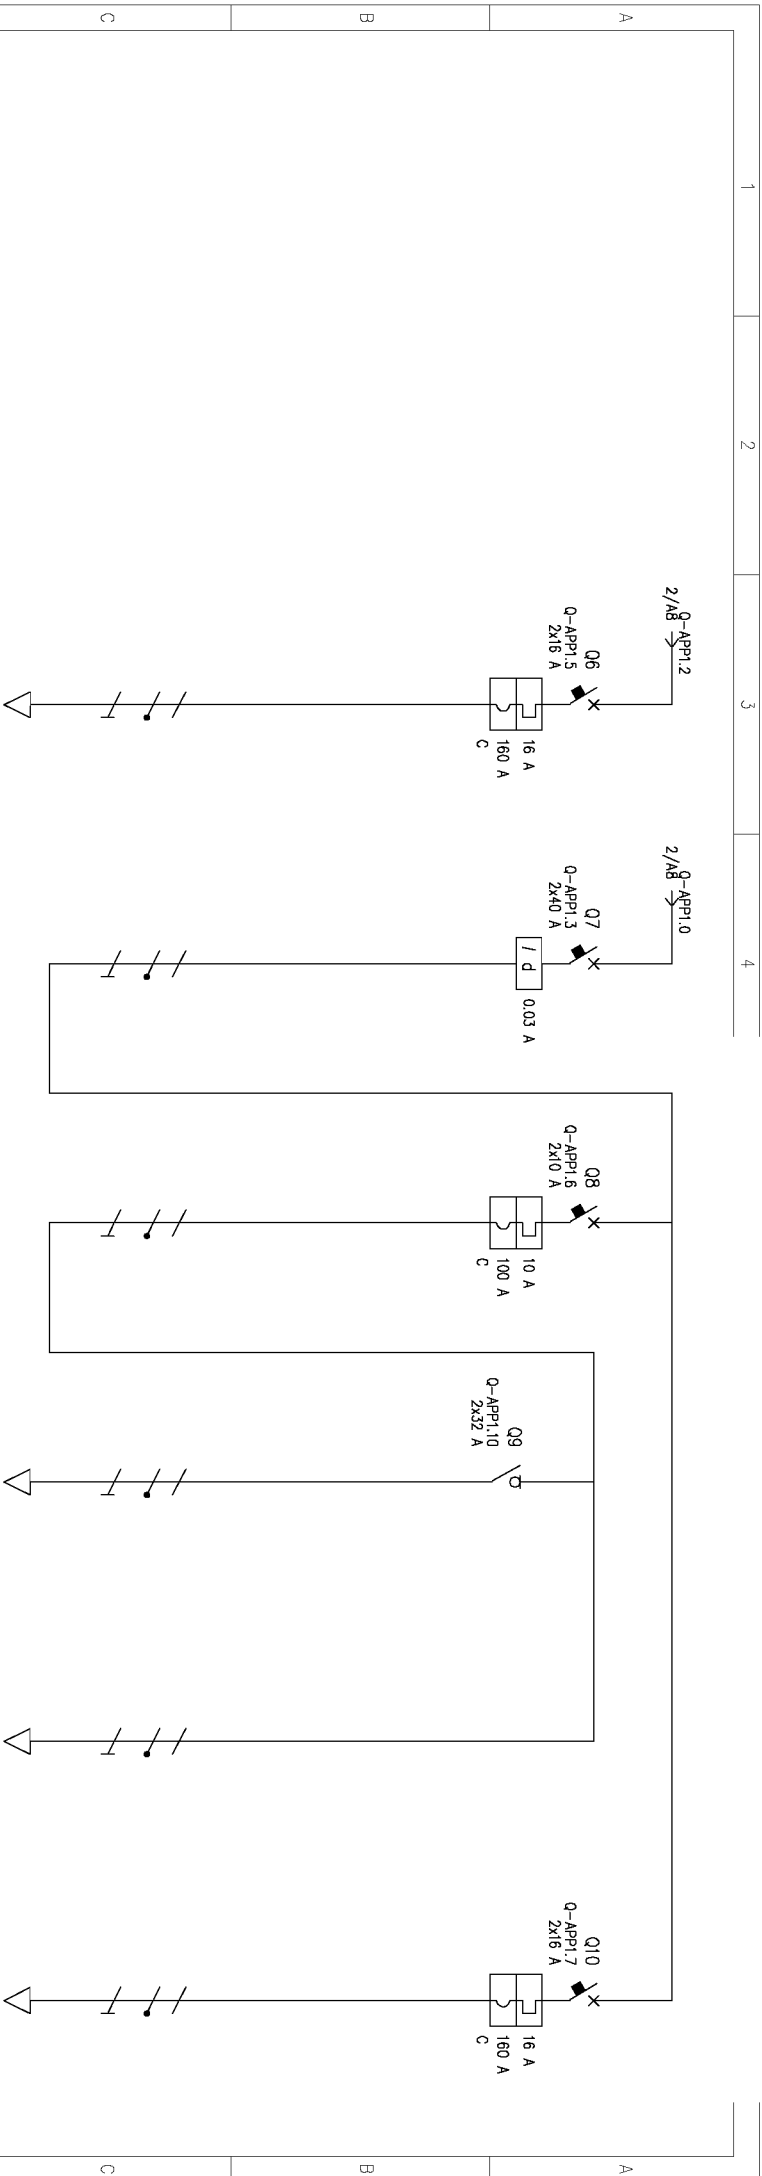 1
2
3
4
A
B
C
Q-APP1.2
2/A8
Q6
Q-APP1.5
2x16 A
16 A
160 A
C
Q-APP1.0
2/A8
Q7
Q-APP1.3
2x40 A
I d
0.03 A
Q8
Q-APP1.6
2x10 A
10 A
100 A
C
Q9
Q-APP1.10
2x32 A
Q10
Q-APP1.7
2x16 A
16 A
160 A
C
A
B
C